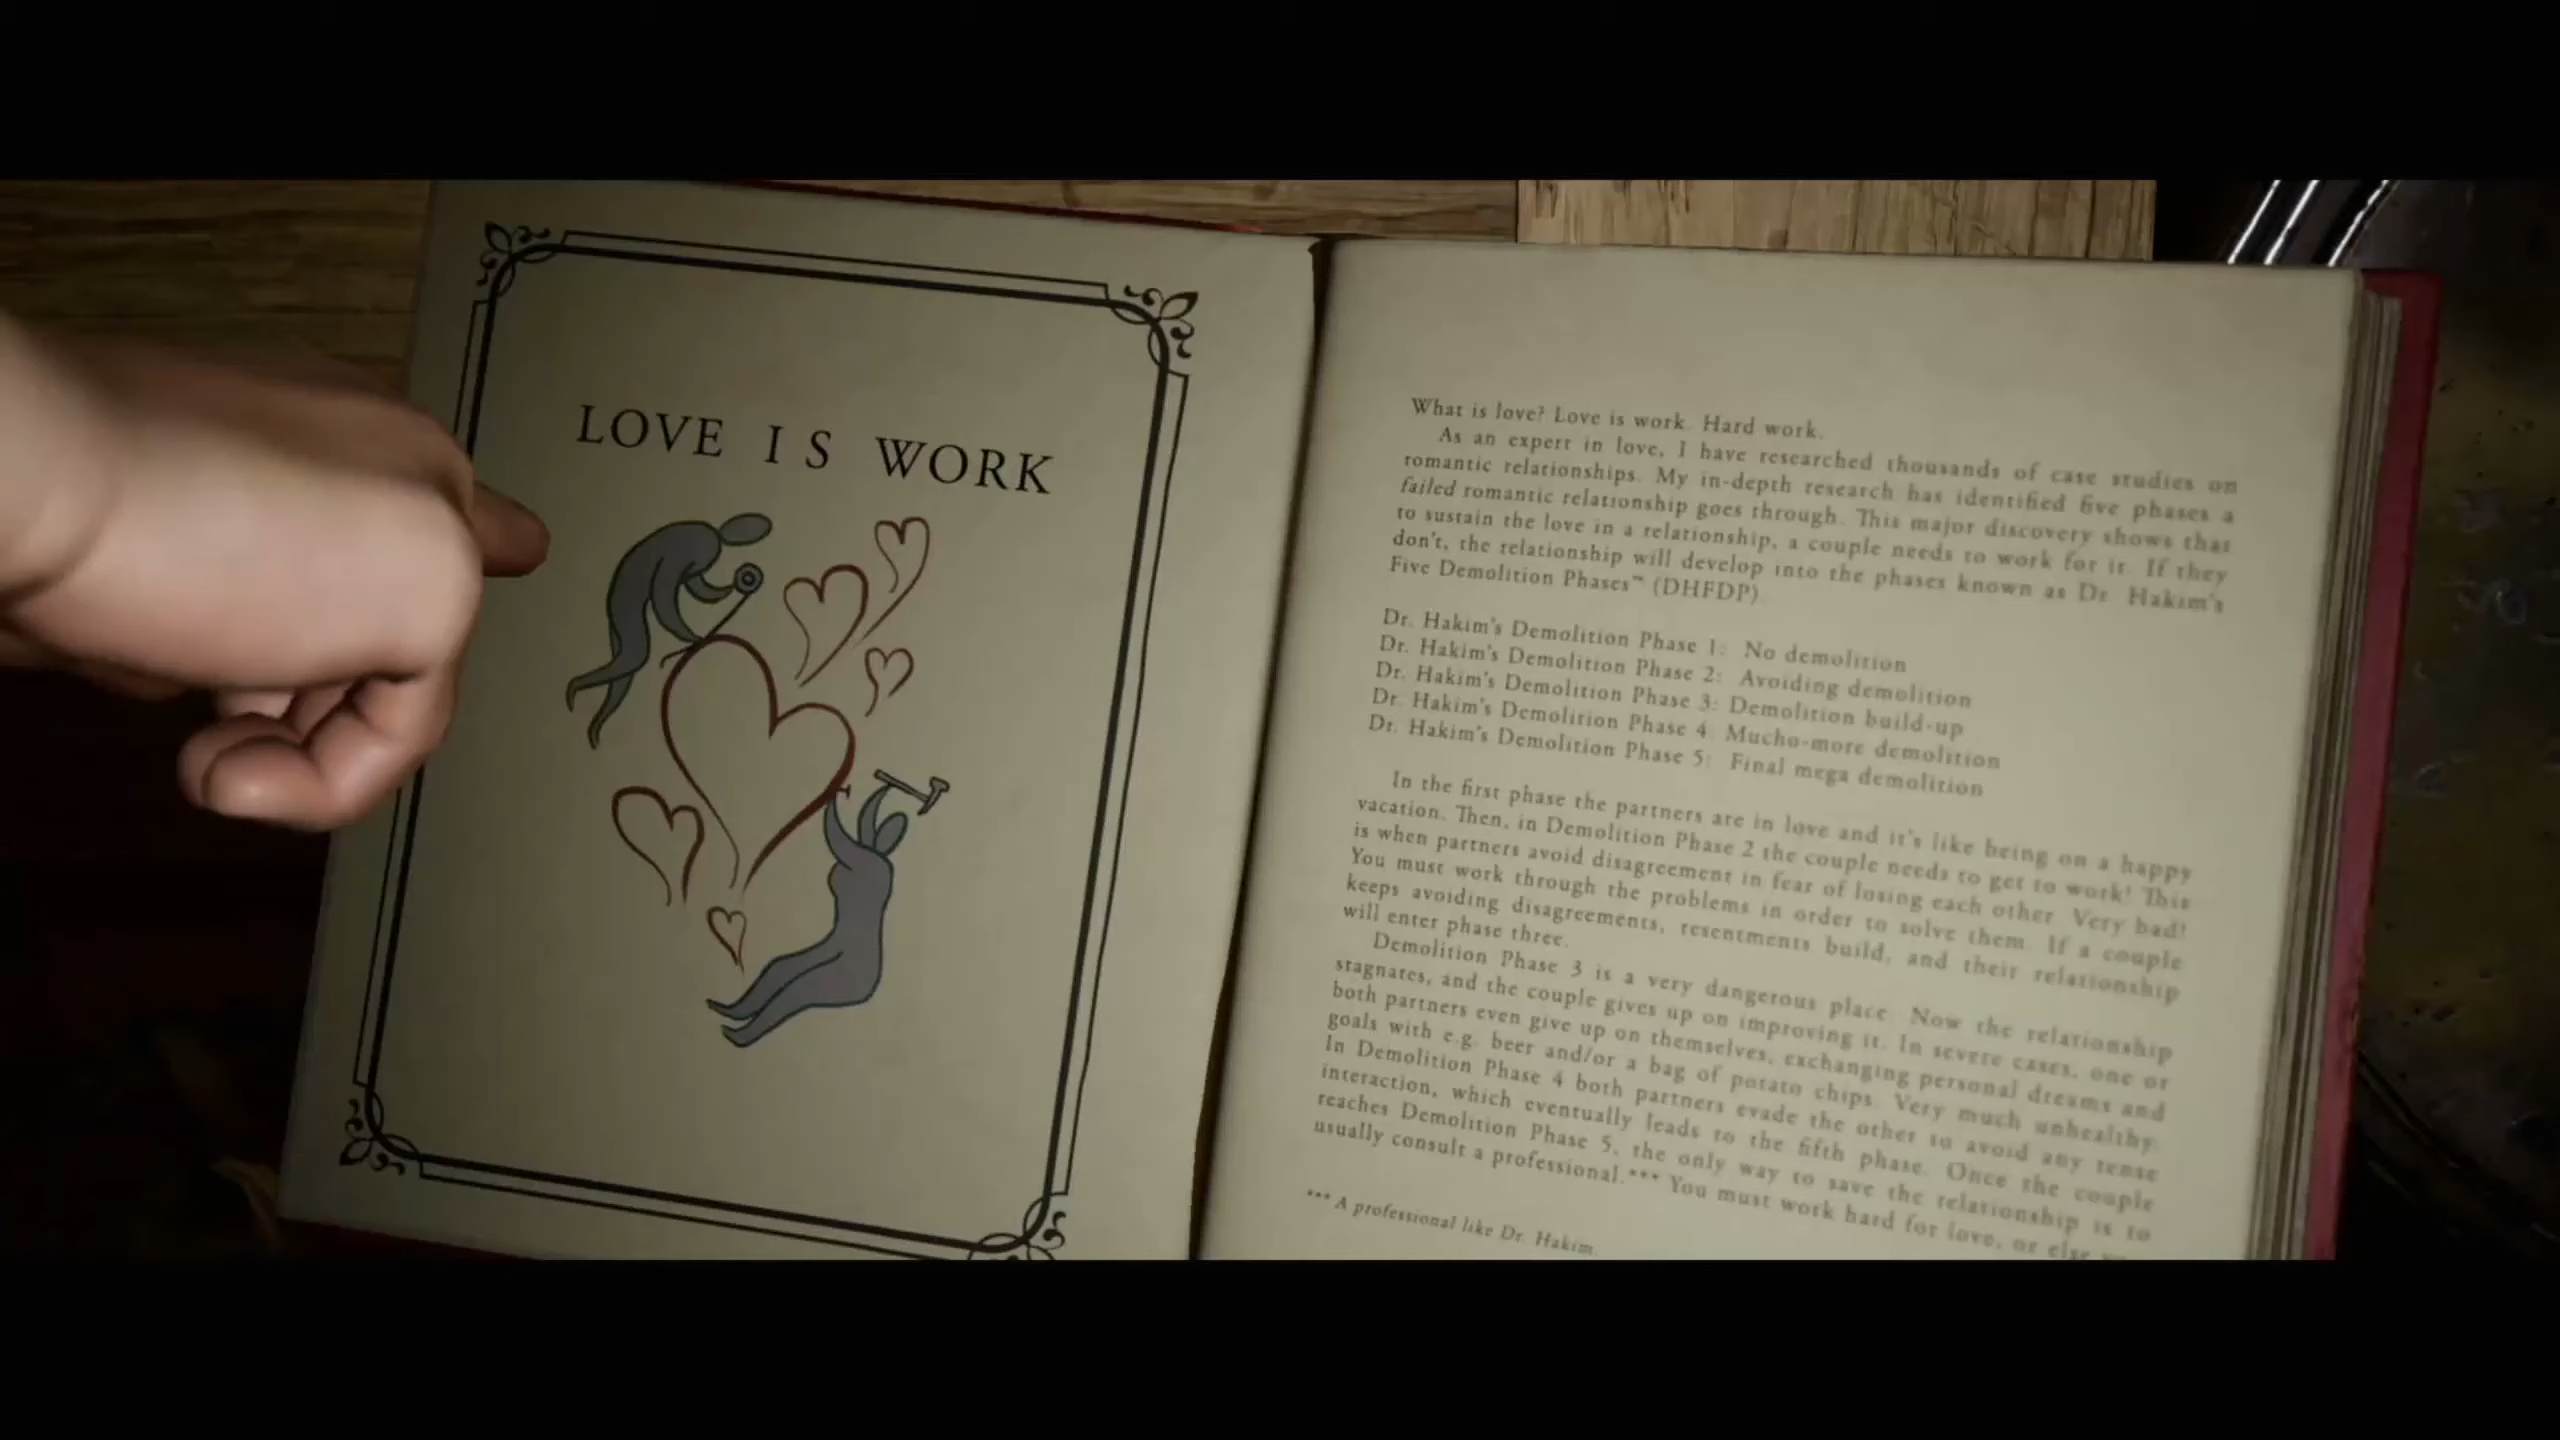 LOVE IS WORK
What is love? Love is work. Hard work.
As an expert in love, I have researched thousands of case studies on
romantic relationships. My in-depth research has identified five phases a
failed romantic relationship goes through. This major discovery shows that
to sustain the love in a relationship, a couple needs to work for it. If they
don't, the relationship will develop into the phases known as Dr. Hakim's
Five Demolition Phases™ (DHFDP).
Dr. Hakim's Demolition Phase 1: No demolition
Dr. Hakim's Demolition Phase 2: Avoiding demolition
Dr. Hakim's Demolition Phase 3: Demolition build-up
Dr. Hakim's Demolition Phase 4: Mucho-more demolition
Dr. Hakim's Demolition Phase 5: Final mega demolition
In the first phase the partners are in love and it's like being on a happy
vacation. Then, in Demolition Phase 2 the couple needs to get to work! This
is when partners avoid disagreement in fear of losing each other. Very bad!
You must work through the problems in order to solve them. If a couple
keeps avoiding disagreements, resentments build, and their relationship
will enter phase three.
Demolition Phase 3 is a very dangerous place. Now the relationship
stagnates, and the couple gives up on improving it. In severe cases, one or
both partners even give up on themselves, exchanging personal dreams and
goals with e.g. beer and/or a bag of potato chips. Very much unhealthy.
In Demolition Phase 4 both partners evade the other to avoid any tense
interaction, which eventually leads to the fifth phase. Once the couple
reaches Demolition Phase 5, the only way to save the relationship is to
usually consult a professional.*** You must work hard for love, or else
*** A professional like Dr. Hakim.